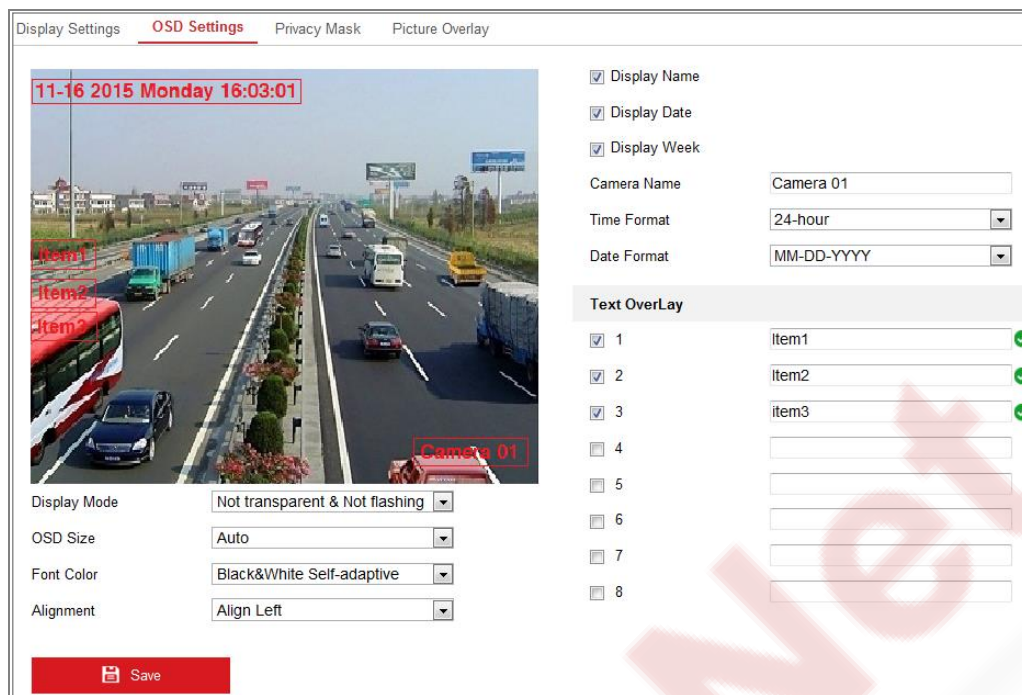 Display Settings OSD Settings Privacy Mask Picture Overlay
11-16 2015 Monday 16:03:01
Item1
Item2
Item3
Camera 01
Display Mode Not transparent & Not flashing
OSD Size Auto
Font Color Black&White Self-adaptive
Alignment Align Left
Save
Display Name
Display Date
Display Week
Camera Name Camera 01
Time Format 24-hour
Date Format MM-DD-YYYY
Text OverLay
1 Item1
2 Item2
3 item3
4
5
6
7
8
Net